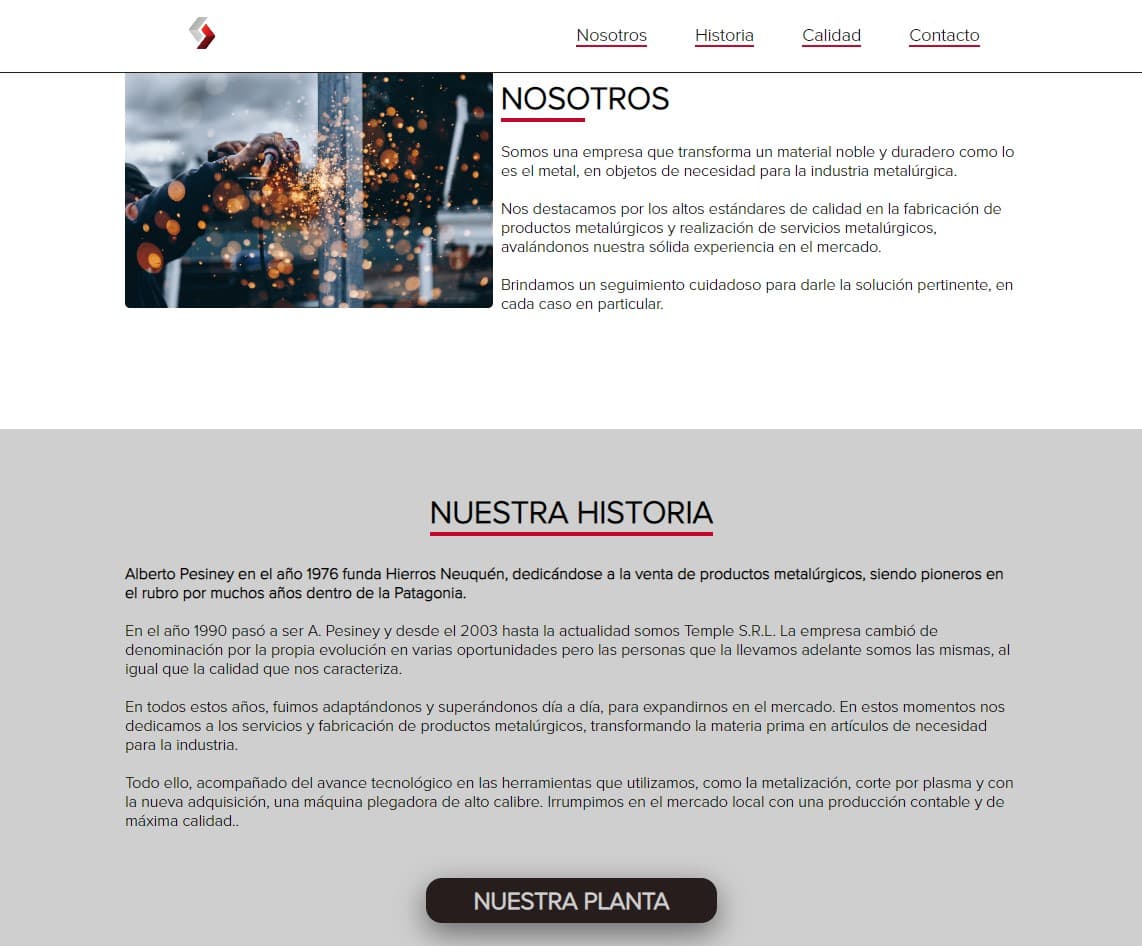 Nosotros Historia Calidad Contacto
NOSOTROS
Somos una empresa que transforma un material noble y duradero como lo
es el metal, en objetos de necesidad para la industria metalúrgica.
Nos destacamos por los altos estándares de calidad en la fabricación de
productos metalúrgicos y realización de servicios metalúrgicos,
avalándonos nuestra sólida experiencia en el mercado.
Brindamos un seguimiento cuidadoso para darle la solución pertinente, en
cada caso en particular.
NUESTRA HISTORIA
Alberto Pesiney en el año 1976 funda Hierros Neuquén, dedicándose a la venta de productos metalúrgicos, siendo pioneros en
el rubro por muchos años dentro de la Patagonia.
En el año 1990 pasó a ser A. Pesiney y desde el 2003 hasta la actualidad somos Temple S.R.L. La empresa cambió de
denominación por la propia evolución en varias oportunidades pero las personas que la llevamos adelante somos las mismas, al
igual que la calidad que nos caracteriza.
En todos estos años, fuimos adaptándonos y superándonos día a día, para expandirnos en el mercado. En estos momentos nos
dedicamos a los servicios y fabricación de productos metalúrgicos, transformando la materia prima en artículos de necesidad
para la industria.
Todo ello, acompañado del avance tecnológico en las herramientas que utilizamos, como la metalización, corte por plasma y con
la nueva adquisición, una máquina plegadora de alto calibre. Irrumpimos en el mercado local con una producción contable y de
máxima calidad..
NUESTRA PLANTA